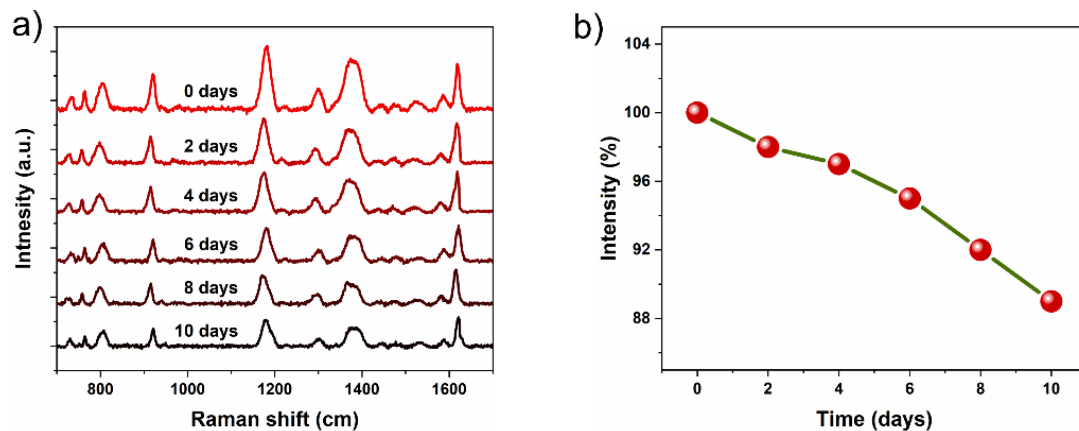 a)
0 days
2 days
4 days
6 days
8 days
10 days
Intnesity (a.u.)
800 1000 1200 1400 1600
Raman shift (cm)
b)
104
100
96
92
88
Intensity (%)
0 2 4 6 8 10
Time (days)